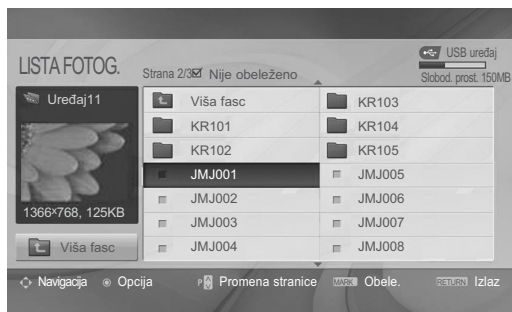 LISTA FOTOG.
Strana 2/3 Nije obeleženo
USB uređaj
Slobod. prost. 150MB
Uređaj11
1366x768, 125KB
Viša fasc
Viša fasc KR103
KR101 KR104
KR102 KR105
JMJ001 JMJ005
JMJ002 JMJ006
JMJ003 JMJ007
JMJ004 JMJ008
Navigacija Opcija P Promena stranice MARK Obele. RETURN Izlaz